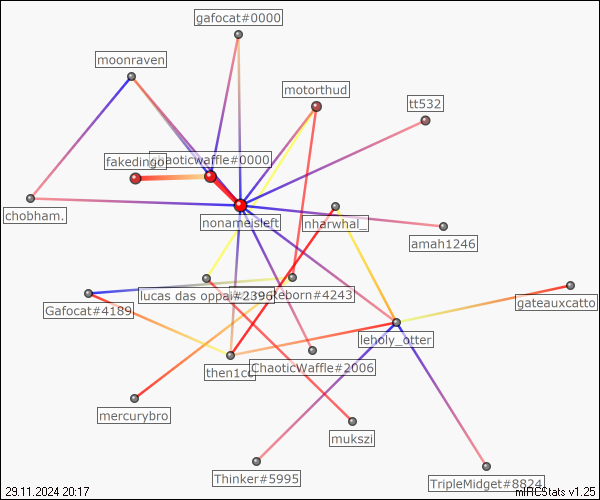 gafocat#0000
moonraven
motorthud
tt532
chaoticwaffle#0000
fakedingo
chobham.
nonameisleft
nharwhal_
amah1246
lucas das oppai#2396
Reborn#4243
gateauxcatto
Gafocat#4189
leholy_otter
then1ce
ChaoticWaffle#2006
mercurybro
mukszi
Thinker#5995
TripleMidget#8824
29.11.2024 20:17
mIRCStats v1.25